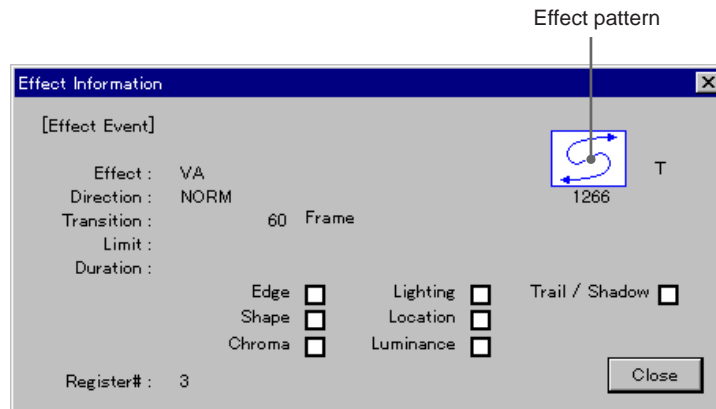 Effect pattern
Effect Information
[Effect Event]
Effect : VA
T
Direction : NORM
1266
Transition : 60 Frame
Limit :
Duration :
Edge Lighting Trail / Shadow
Shape Location
Chroma Luminance
Register# : 3
Close